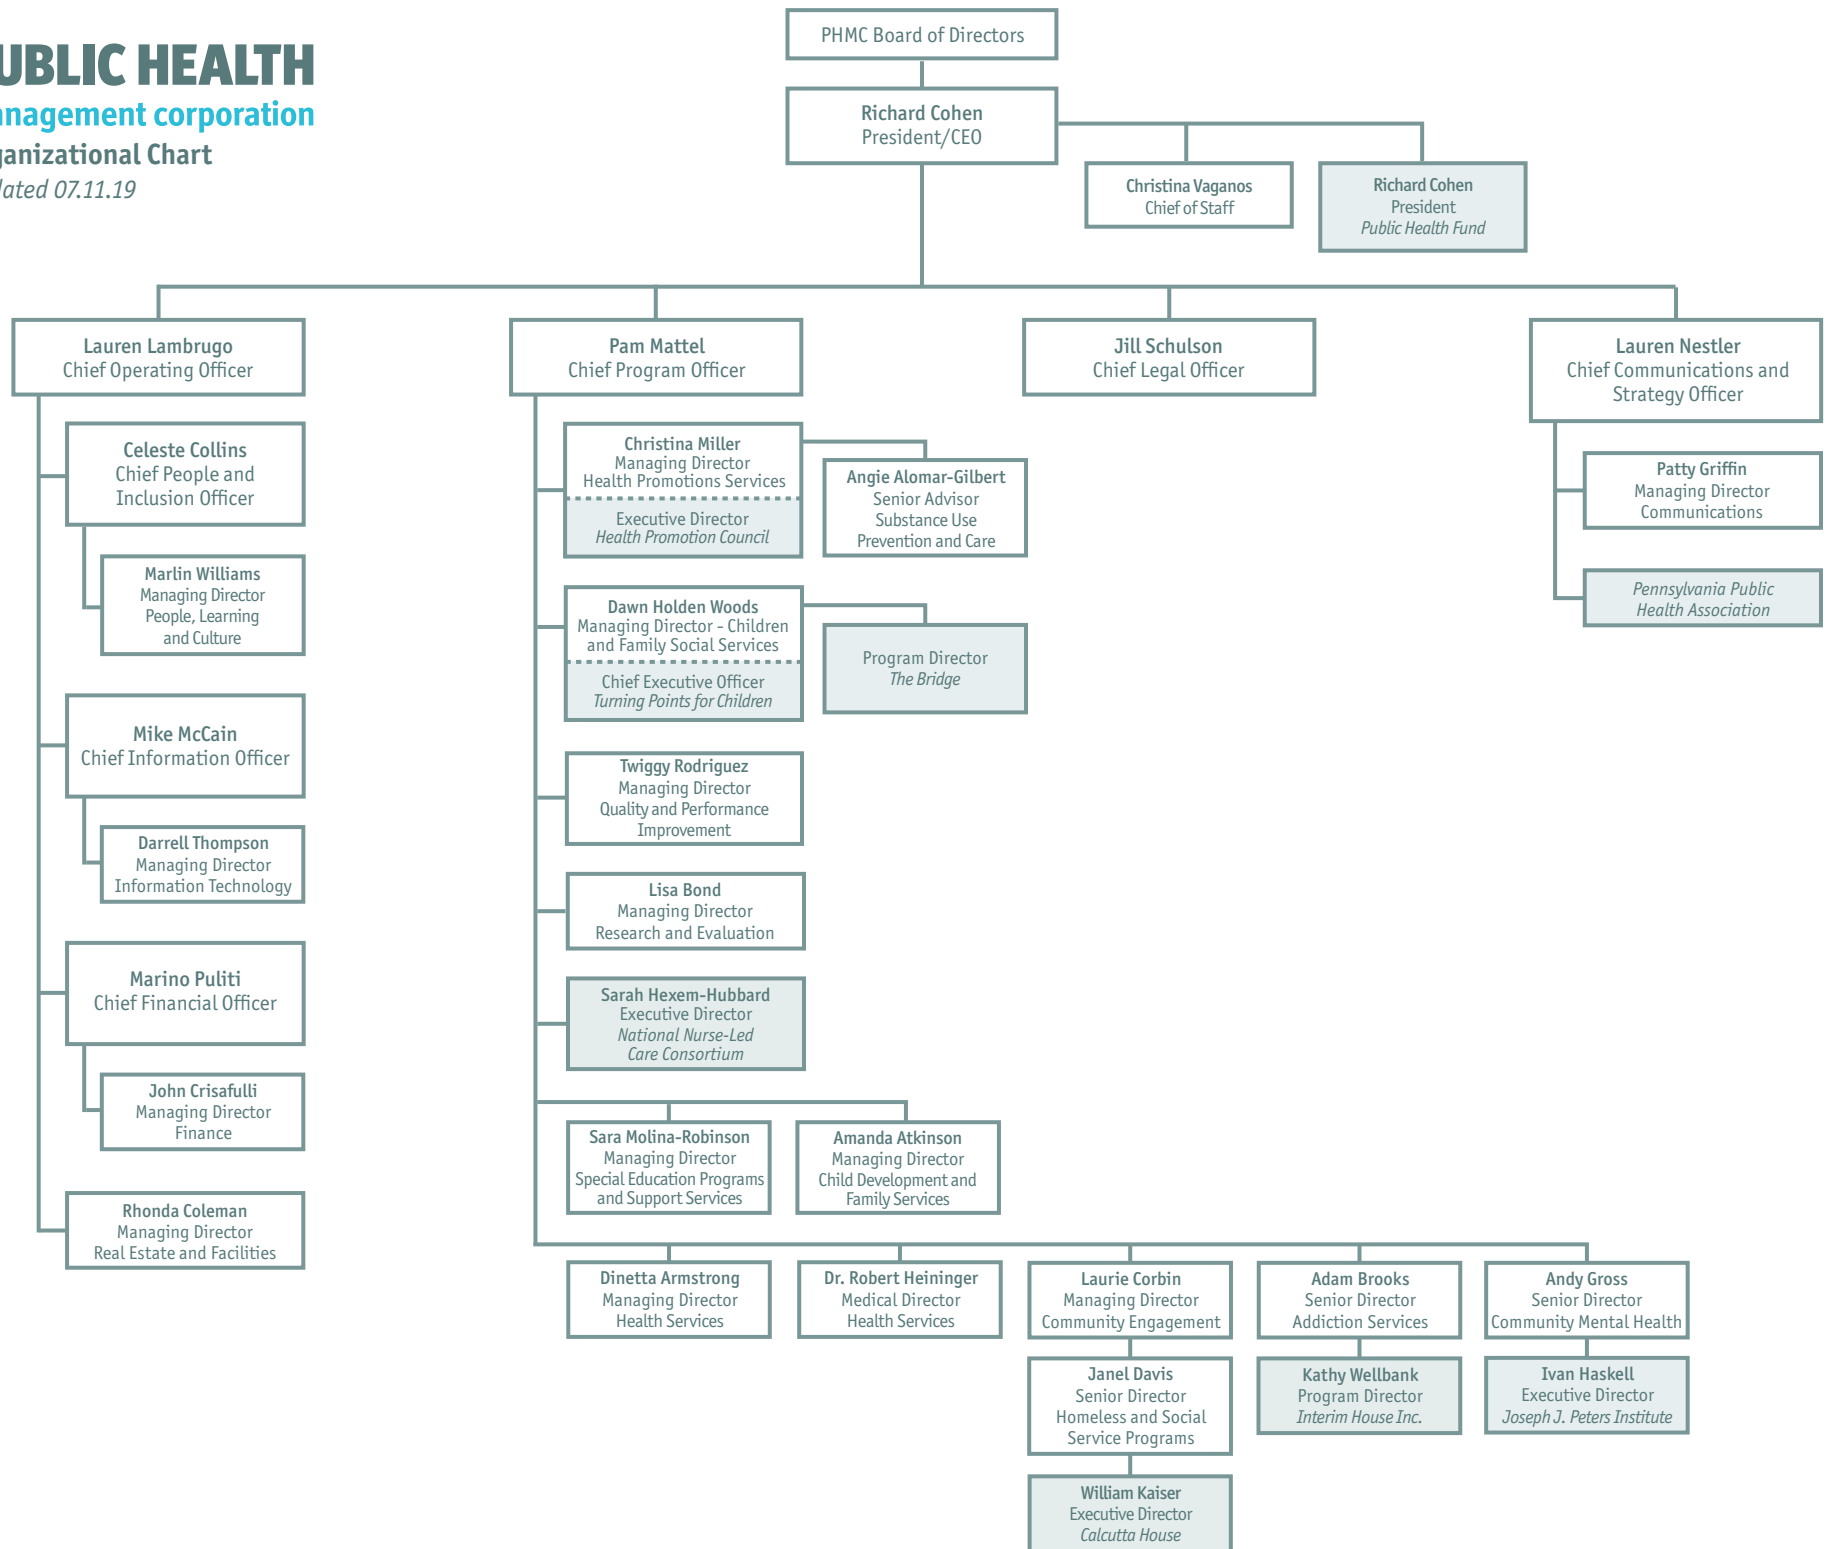 UBLIC HEALTH
nagement corporation
ganizational Chart
lated 07.11.19
PHMC Board of Directors
Richard Cohen
President/CEO
Christina Vaganos
Chief of Staff
Richard Cohen
President
Public Health Fund
Lauren Lambrugo
Chief Operating Officer
Celeste Collins
Chief People and
Inclusion Officer
Marlin Williams
Managing Director
People, Learning
and Culture
Mike McCain
Chief Information Officer
Darrell Thompson
Managing Director
Information Technology
Marino Puliti
Chief Financial Officer
John Crisafulli
Managing Director
Finance
Rhonda Coleman
Managing Director
Real Estate and Facilities
Pam Mattel
Chief Program Officer
Christina Miller
Managing Director
Health Promotions Services
Executive Director
Health Promotion Council
Angie Alomar-Gilbert
Senior Advisor
Substance Use
Prevention and Care
Dawn Holden Woods
Managing Director - Children
and Family Social Services
Chief Executive Officer
Turning Points for Children
Program Director
The Bridge
Twiggy Rodriguez
Managing Director
Quality and Performance
Improvement
Lisa Bond
Managing Director
Research and Evaluation
Sarah Hexem-Hubbard
Executive Director
National Nurse-Led
Care Consortium
Sara Molina-Robinson
Managing Director
Special Education Programs
and Support Services
Amanda Atkinson
Managing Director
Child Development and
Family Services
Dinetta Armstrong
Managing Director
Health Services
Dr. Robert Heininger
Medical Director
Health Services
Laurie Corbin
Managing Director
Community Engagement
Janel Davis
Senior Director
Homeless and Social
Service Programs
William Kaiser
Executive Director
Calcutta House
Adam Brooks
Senior Director
Addiction Services
Kathy Wellbank
Program Director
Interim House Inc.
Andy Gross
Senior Director
Community Mental Health
Ivan Haskell
Executive Director
Joseph J. Peters Institute
Jill Schulson
Chief Legal Officer
Lauren Nestler
Chief Communications and
Strategy Officer
Patty Griffin
Managing Director
Communications
Pennsylvania Public
Health Association